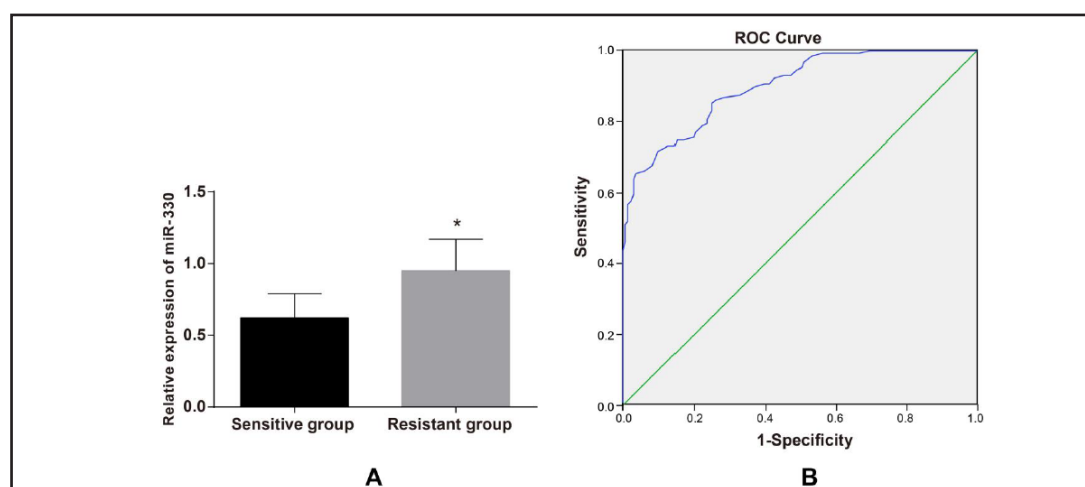 ROC Curve
1.0
0.8
0.6
0.4
0.2
0.0
Sensitivity
0.0 0.2 0.4 0.6 0.8 1.0
1-Specificity
1.5
1.0
0.5
0.0
Relative expression of miR-330
*
Sensitive group Resistant group
A B